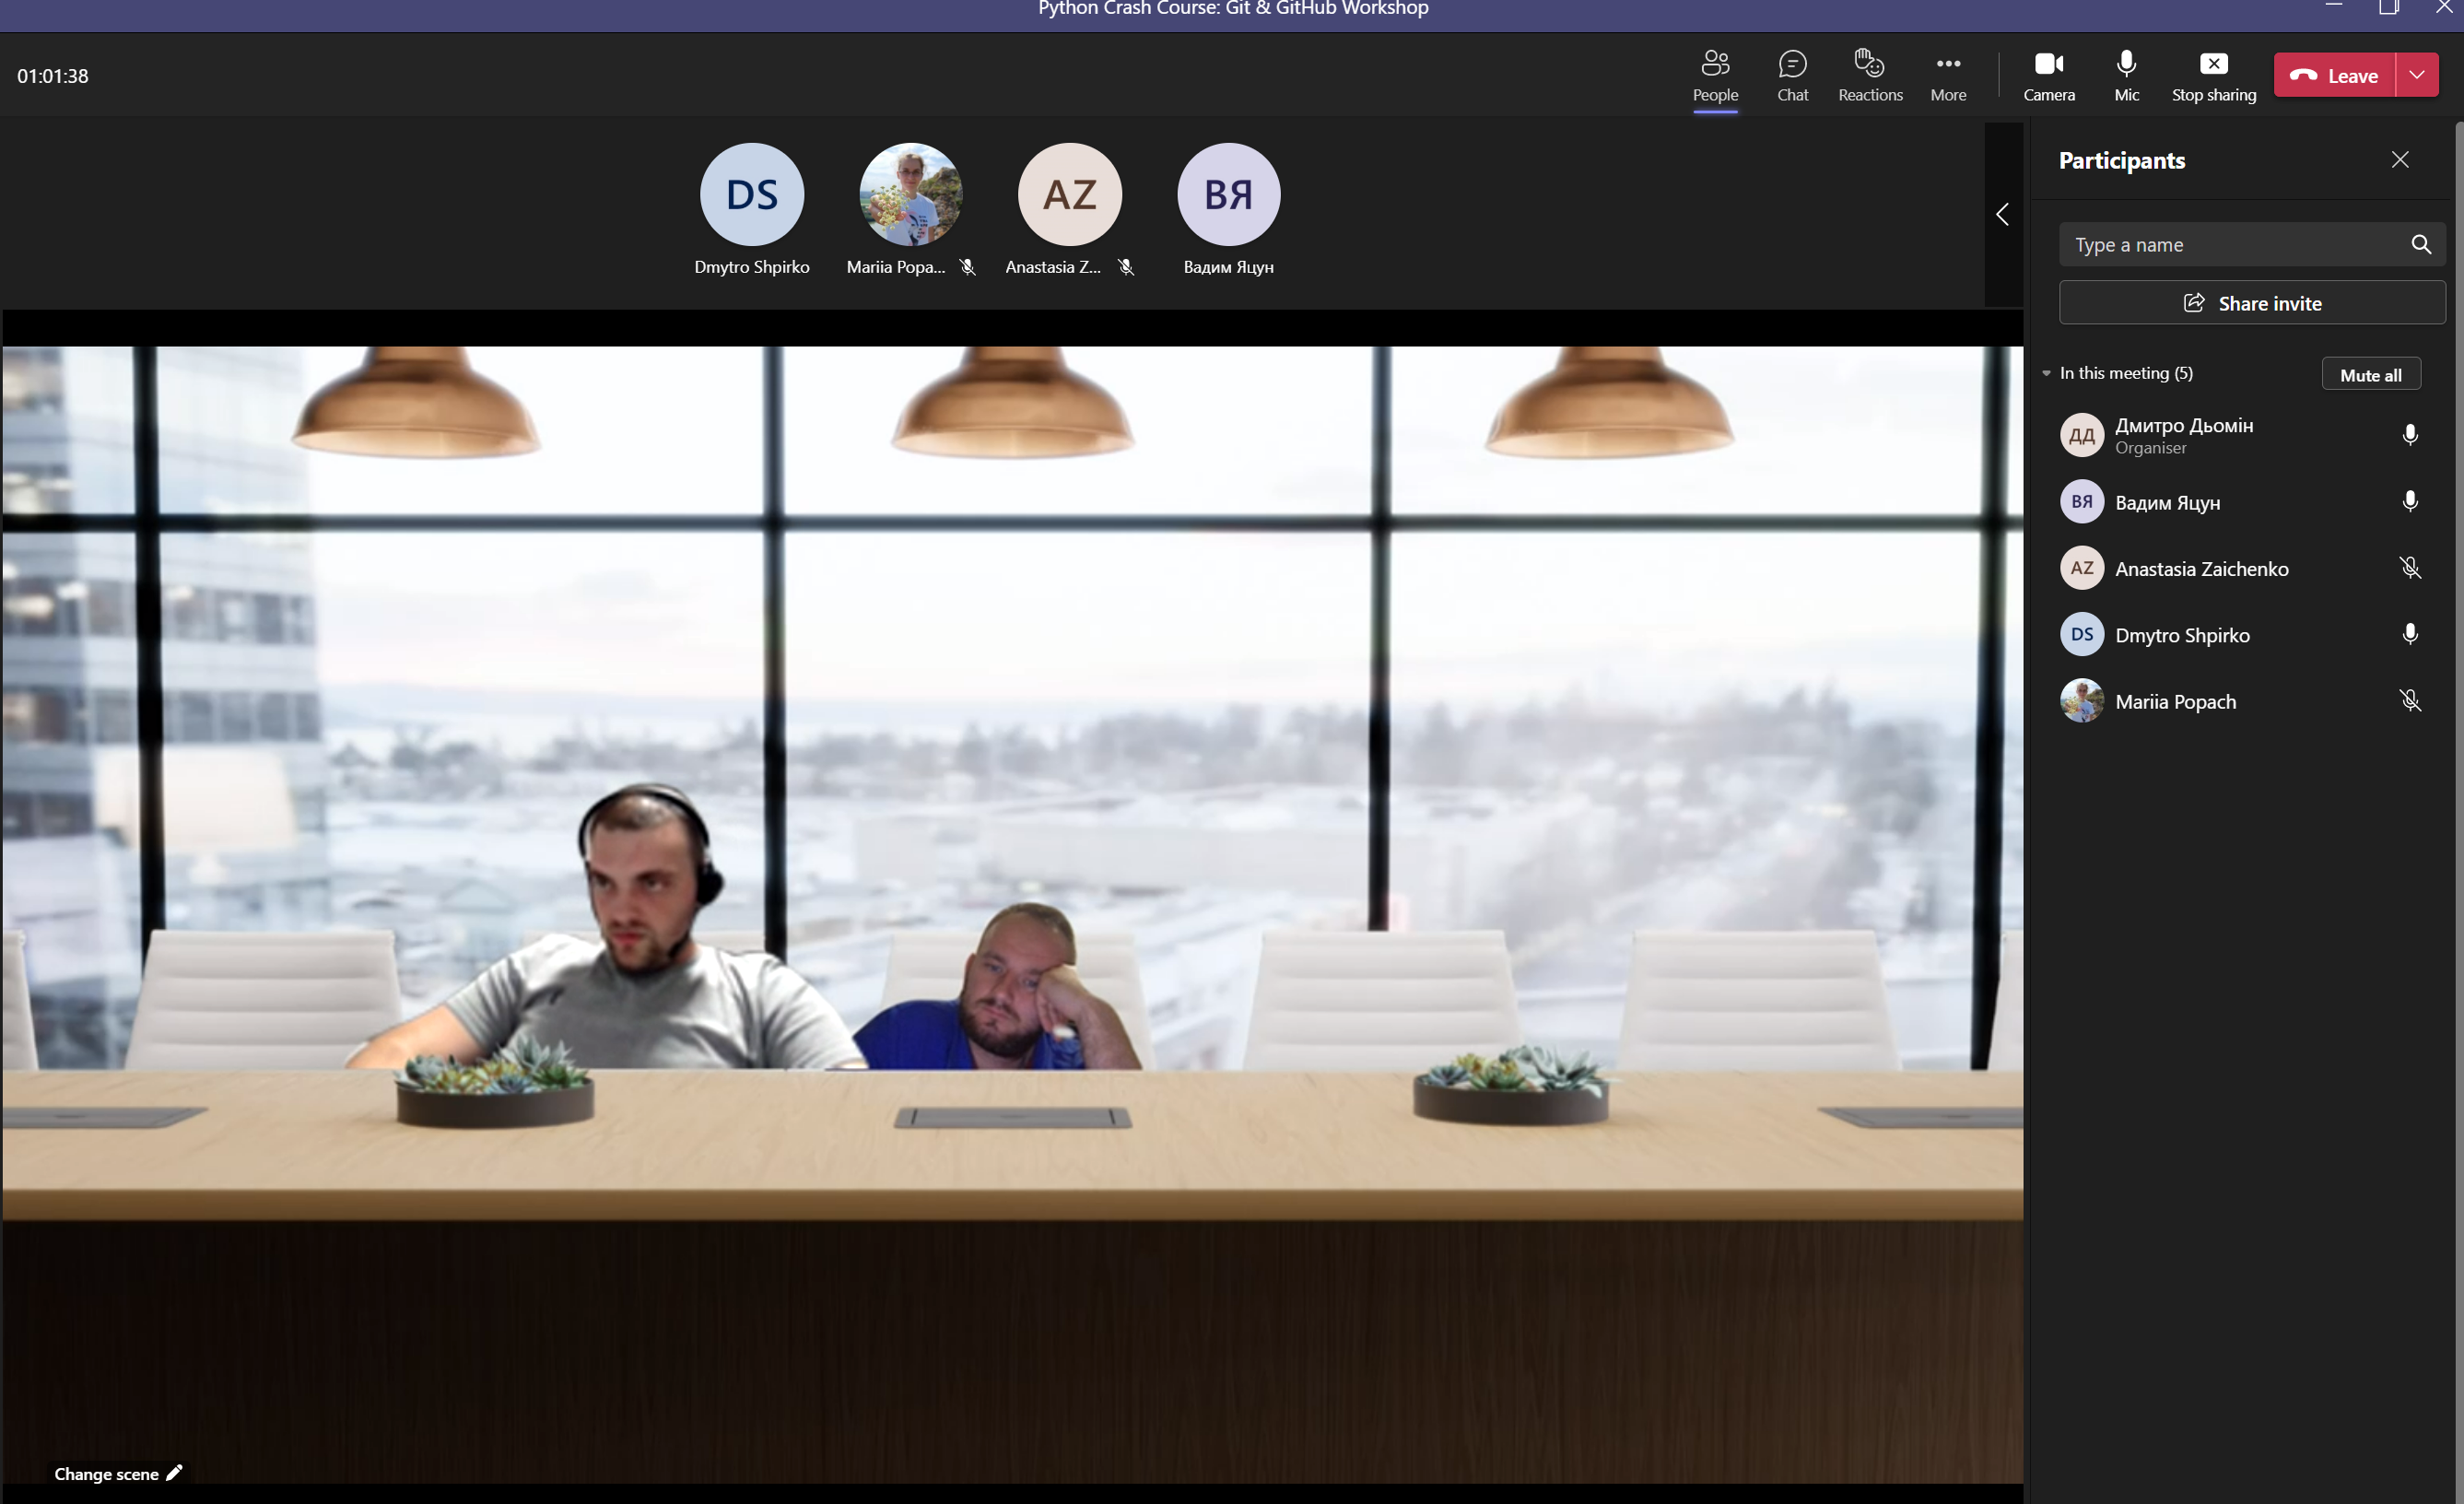 Python Crash Course: Git & GitHub Workshop
01:01:38
People
Chat
Reactions
More
Camera
Mic
Stop sharing
Leave
DS
AZ
ВЯ
Dmytro Shpirko
Mariia Popa...
Anastasia Z...
Вадим Яцун
Participants
Type a name
Share invite
In this meeting (5)
Mute all
ДД
Дмитро Дьомін
Organiser
ВЯ
Вадим Яцун
AZ
Anastasia Zaichenko
DS
Dmytro Shpirko
Mariia Popach
Change scene